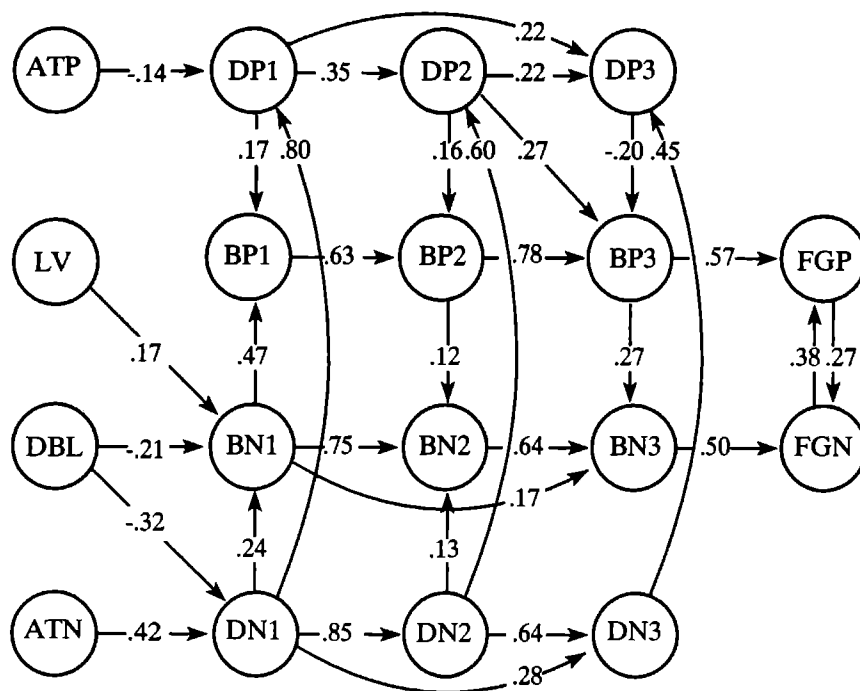 .22
ATP -.14 DP1 .35 DP2 .22 DP3
.17 .80 .16 .60 .27 -.20 .45
LV BP1 .63 BP2 .78 BP3 .57 FGP
.17 .47 .12 .27 .38 .27
DBL -.21 BN1 .75 BN2 .64 BN3 .50 FGN
.17
-.32
.24 .13
ATN .42 DN1 .85 DN2 .64 DN3
.28